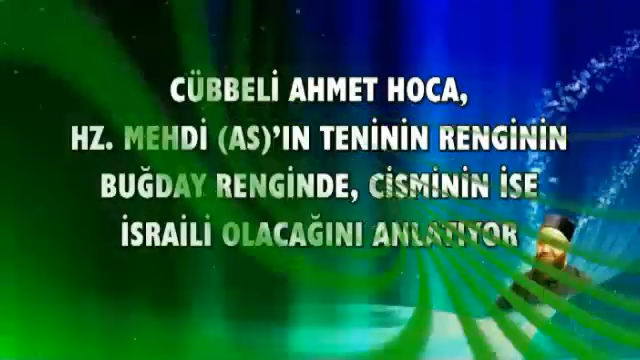 CÜBBELİ AHMET HOCA,
HZ. MEHDİ (AS)'IN TENİNİN RENGİNİN
BUĞDAY RENGİNDE, CİSMİNİN İSE
İSRAİLİ OLACAĞINI ANLATIYOR